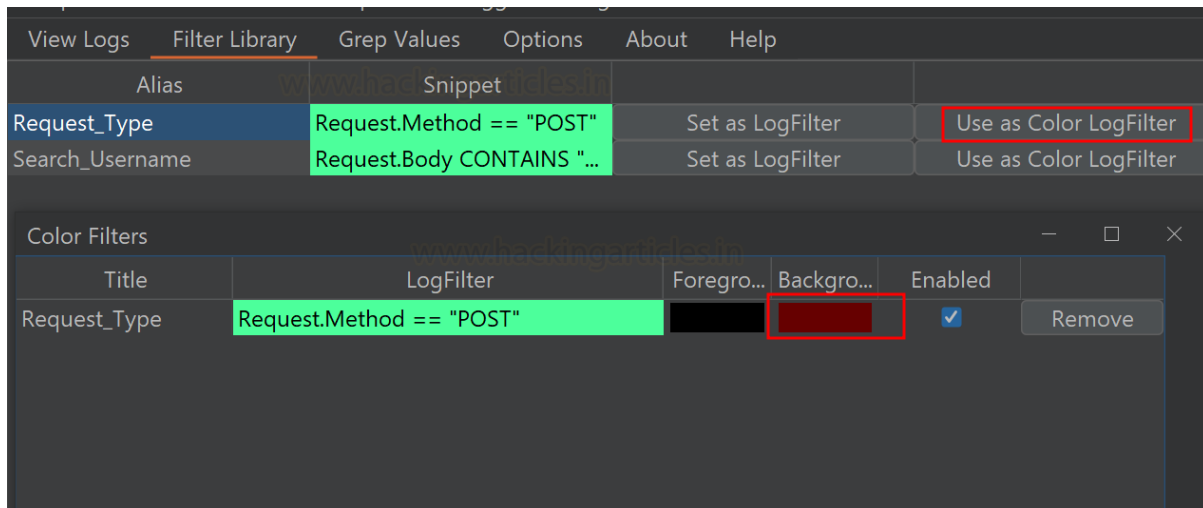 View Logs Filter Library Grep Values Options About Help
Alias Snippet
www.hackingarticles.in
Request_Type Request.Method == "POST" Set as LogFilter Use as Color LogFilter
Search_Username Request.Body CONTAINS "... Set as LogFilter Use as Color LogFilter
Color Filters
www.hackingarticles.in
Title LogFilter Foregro... Backgro... Enabled
Request_Type Request.Method == "POST" Remove